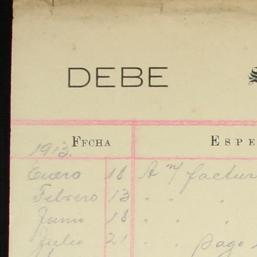 DEBE
FECHA ESPE
1913.
Enero 16 A m/ factur
Febrero 13 " "
Junio 18 " "
Julio 21 " pago